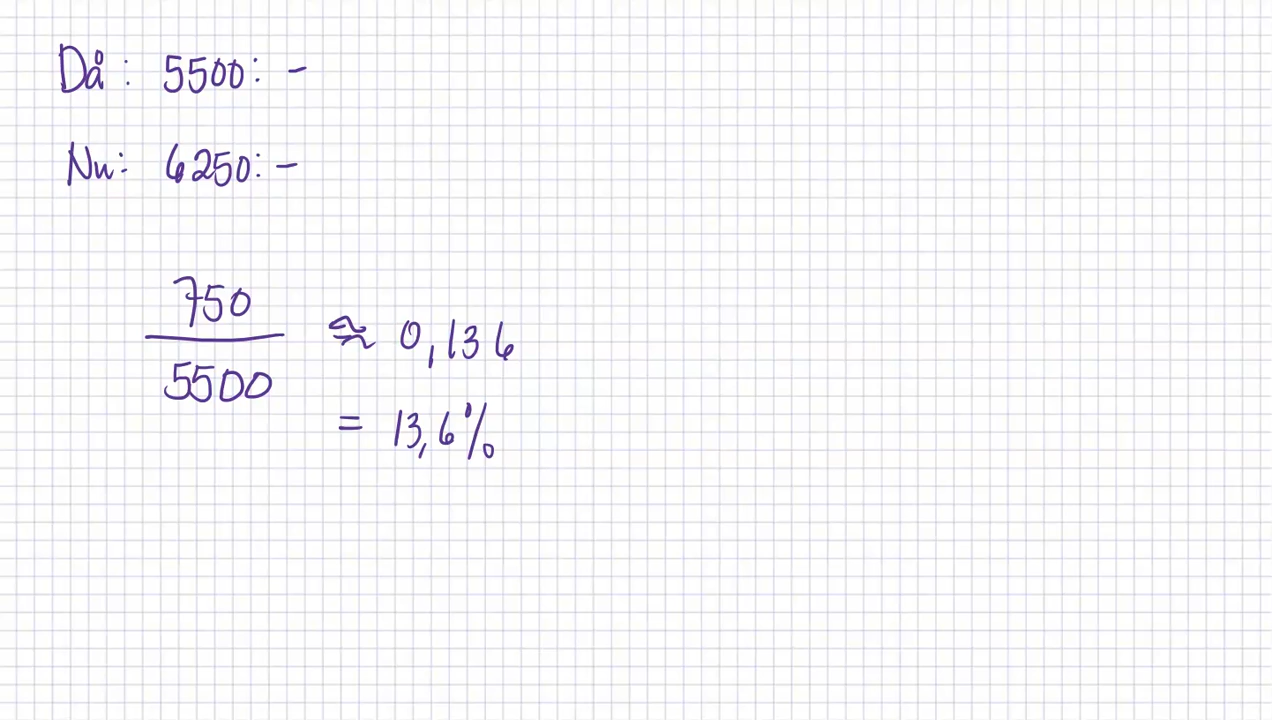 Då: 5500:-
Nu: 6250:-
750
5500
≈ 0,136
= 13,6%